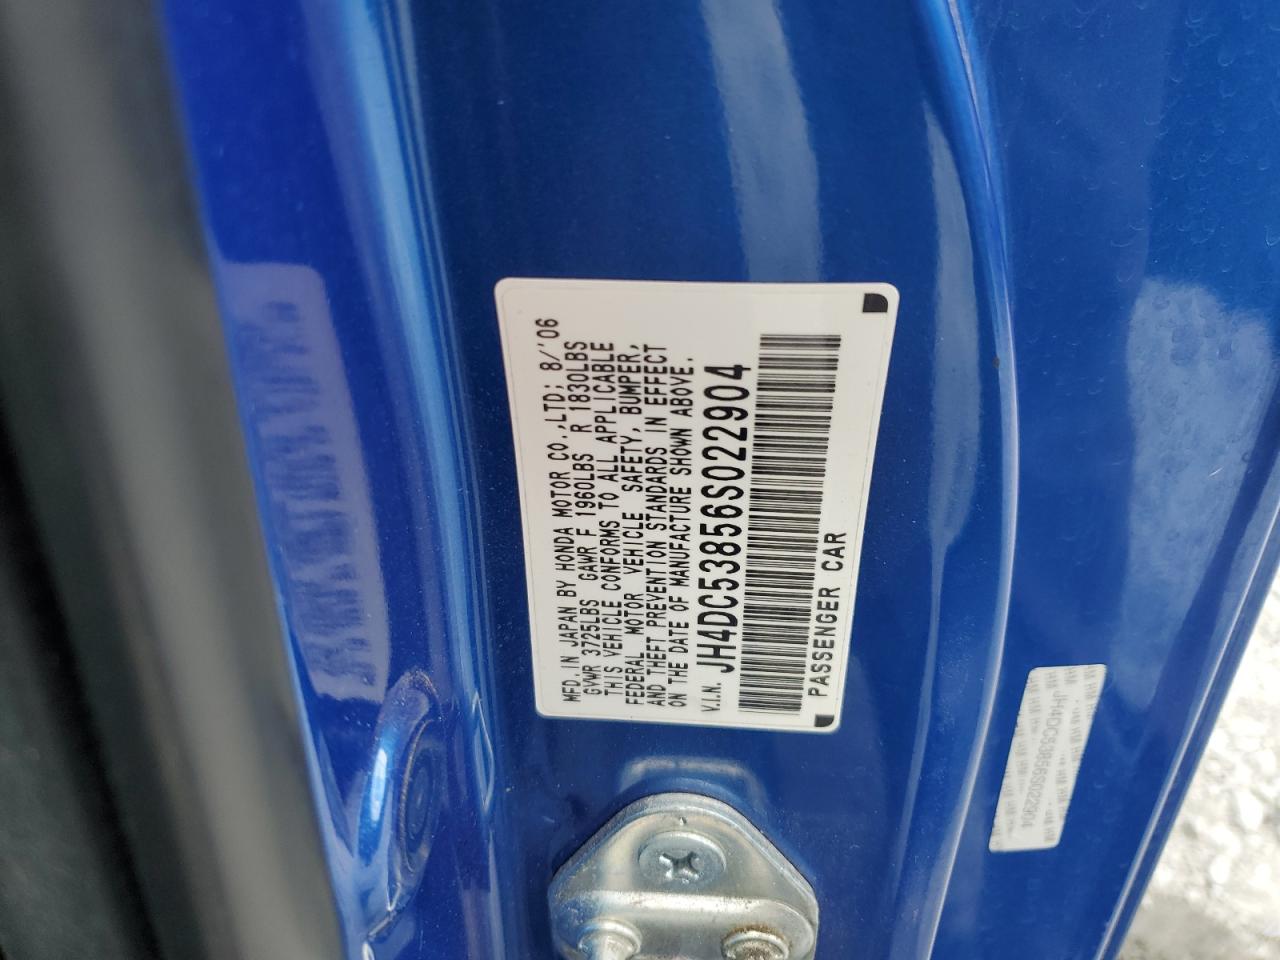 MFD. IN JAPAN BY HONDA MOTOR CO.,LTD; 8/'06
GVWR 3725LBS GAWR F 1960LBS R 1830LBS
THIS VEHICLE CONFORMS TO ALL APPLICABLE
FEDERAL MOTOR VEHICLE SAFETY, BUMPER,
AND THEFT PREVENTION STANDARDS IN EFFECT
ON THE DATE OF MANUFACTURE SHOWN ABOVE.
V.I.N. JH4DC53856S022904
PASSENGER CAR
JH4DC53856S022904